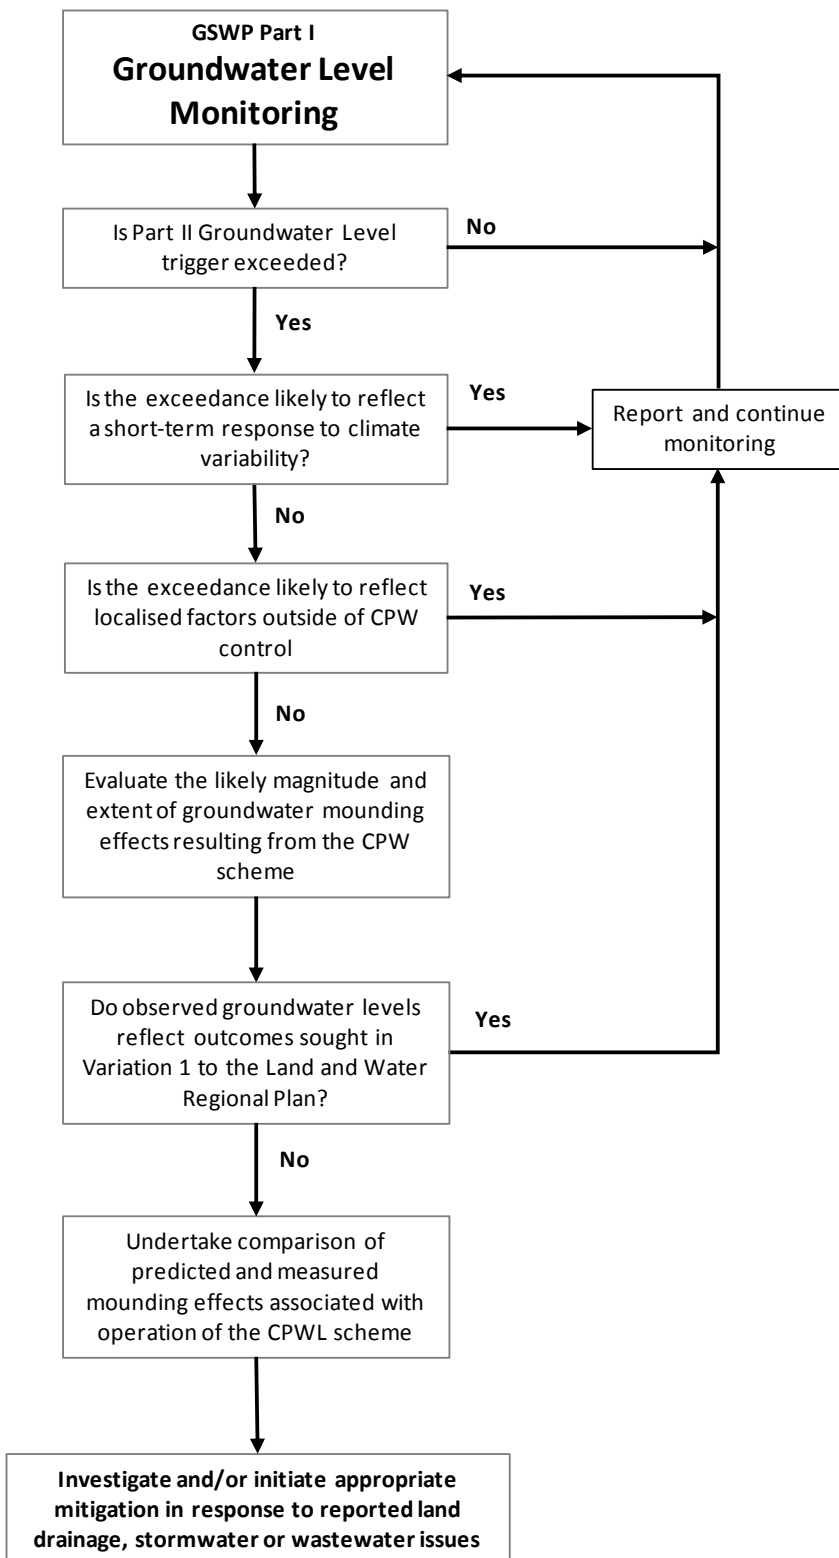 GSWP Part I
Groundwater Level
Monitoring
Is Part II Groundwater Level
trigger exceeded?
No
Yes
Is the exceedance likely to reflect
a short-term response to climate
variability?
Yes
Report and continue
monitoring
No
Is the exceedance likely to reflect
localised factors outside of CPW
control
Yes
No
Evaluate the likely magnitude and
extent of groundwater mounding
effects resulting from the CPW
scheme
Do observed groundwater levels
reflect outcomes sought in
Variation 1 to the Land and Water
Regional Plan?
Yes
No
Undertake comparison of
predicted and measured
mounding effects associated with
operation of the CPWL scheme
Investigate and/or initiate appropriate
mitigation in response to reported land
drainage, stormwater or wastewater issues